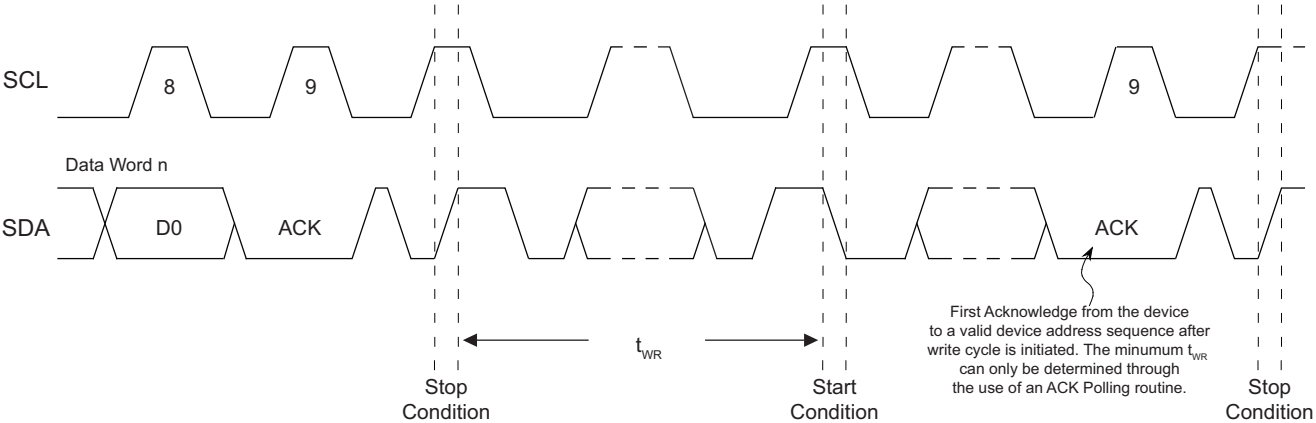 SCL
8
9
9
Data Word n
SDA
D0
ACK
ACK
First Acknowledge from the device
to a valid device address sequence after
write cycle is initiated. The minumum tWR
can only be determined through
the use of an ACK Polling routine.
tWR
Stop
Condition
Start
Condition
Stop
Condition